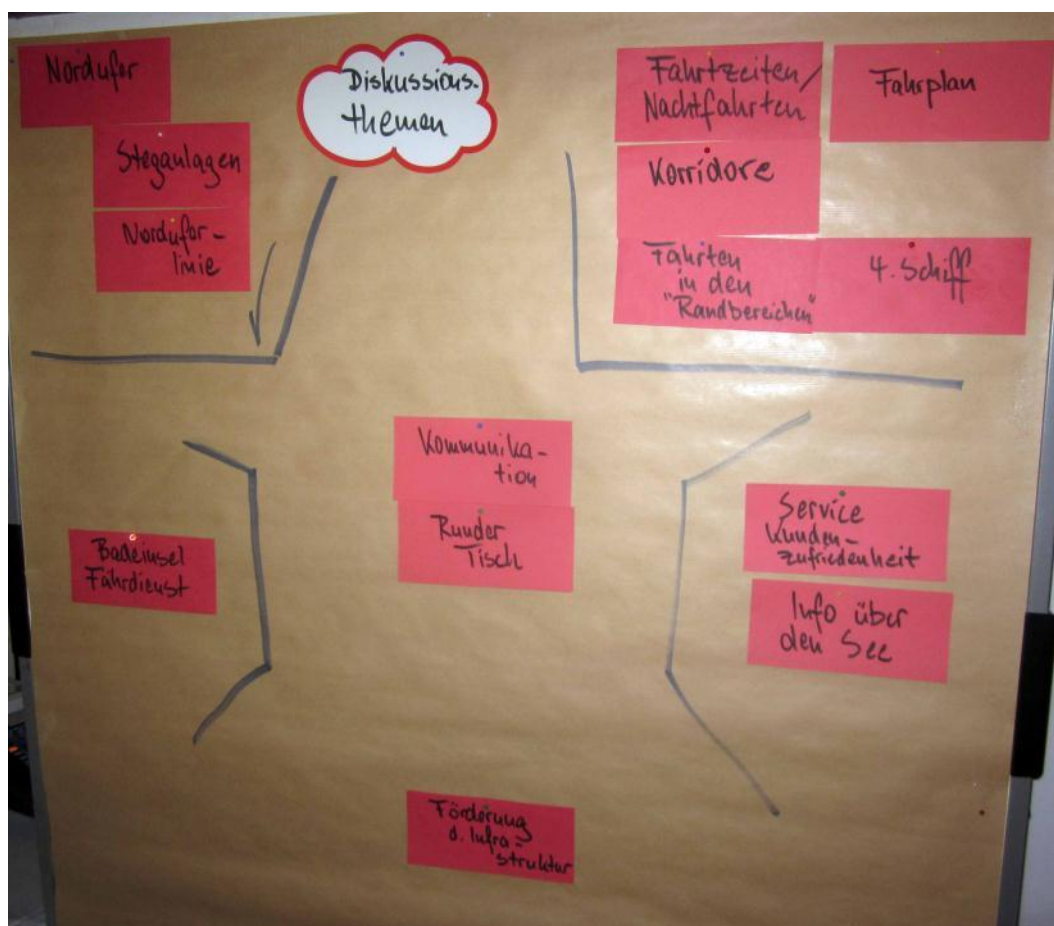 Diskussions-
themen
Nordufer
Steganlagen
Nordufer-
linie
Fahrtzeiten/
Nachtfahrten
Fahrplan
Korridore
Fahrten
in den
"Randbereichen"
4. Schiff
Kommunika-
tion
Runder
Tisch
Badeinsel
Fährdienst
Service
Kunden-
zufriedenheit
Info über
den See
Förderung
d. Infra-
struktur